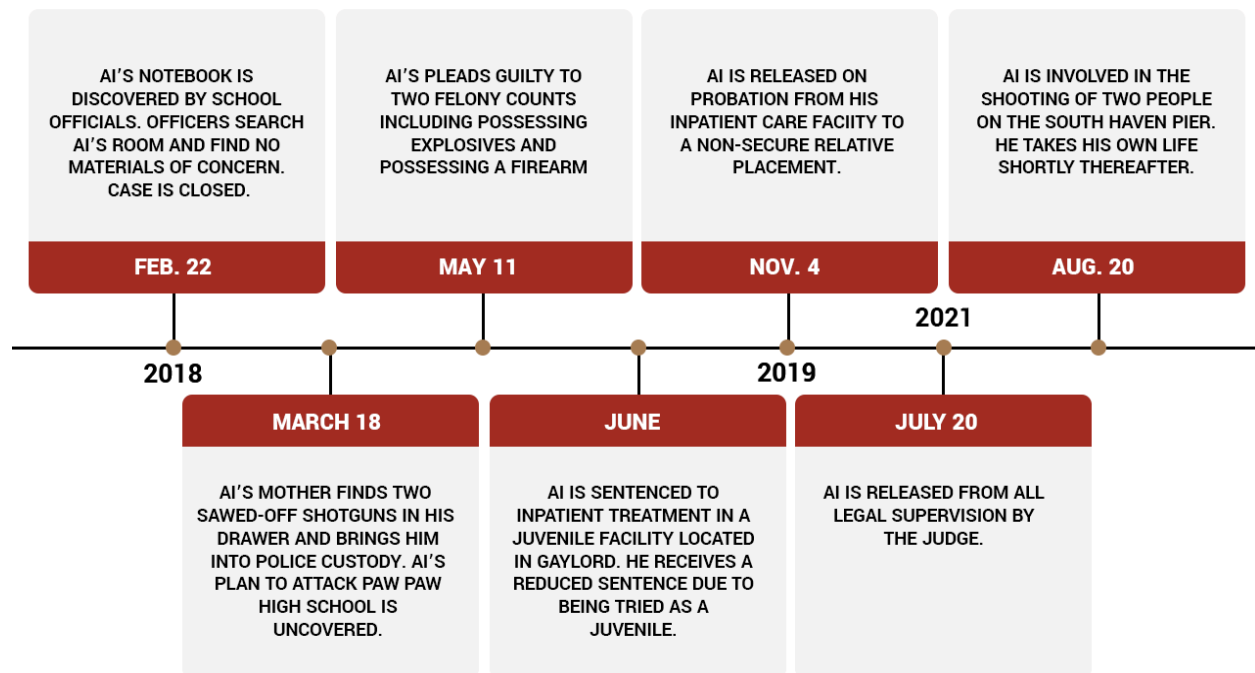 AI'S NOTEBOOK IS
DISCOVERED BY SCHOOL
OFFICIALS. OFFICERS SEARCH
AI'S ROOM AND FIND NO
MATERIALS OF CONCERN.
CASE IS CLOSED.
FEB. 22
2018
MARCH 18
AI'S MOTHER FINDS TWO
SAWED-OFF SHOTGUNS IN HIS
DRAWER AND BRINGS HIM
INTO POLICE CUSTODY. AI'S
PLAN TO ATTACK PAW PAW
HIGH SCHOOL IS
UNCOVERED.
AI'S PLEADS GUILTY TO
TWO FELONY COUNTS
INCLUDING POSSESSING
EXPLOSIVES AND
POSSESSING A FIREARM
MAY 11
JUNE
AI IS SENTENCED TO
INPATIENT TREATMENT IN A
JUVENILE FACILITY LOCATED
IN GAYLORD. HE RECEIVES A
REDUCED SENTENCE DUE TO
BEING TRIED AS A
JUVENILE.
AI IS RELEASED ON
PROBATION FROM HIS
INPATIENT CARE FACIITY TO
A NON-SECURE RELATIVE
PLACEMENT.
NOV. 4
2019
2021
JULY 20
AI IS RELEASED FROM ALL
LEGAL SUPERVISION BY
THE JUDGE.
AI IS INVOLVED IN THE
SHOOTING OF TWO PEOPLE
ON THE SOUTH HAVEN PIER.
HE TAKES HIS OWN LIFE
SHORTLY THEREAFTER.
AUG. 20